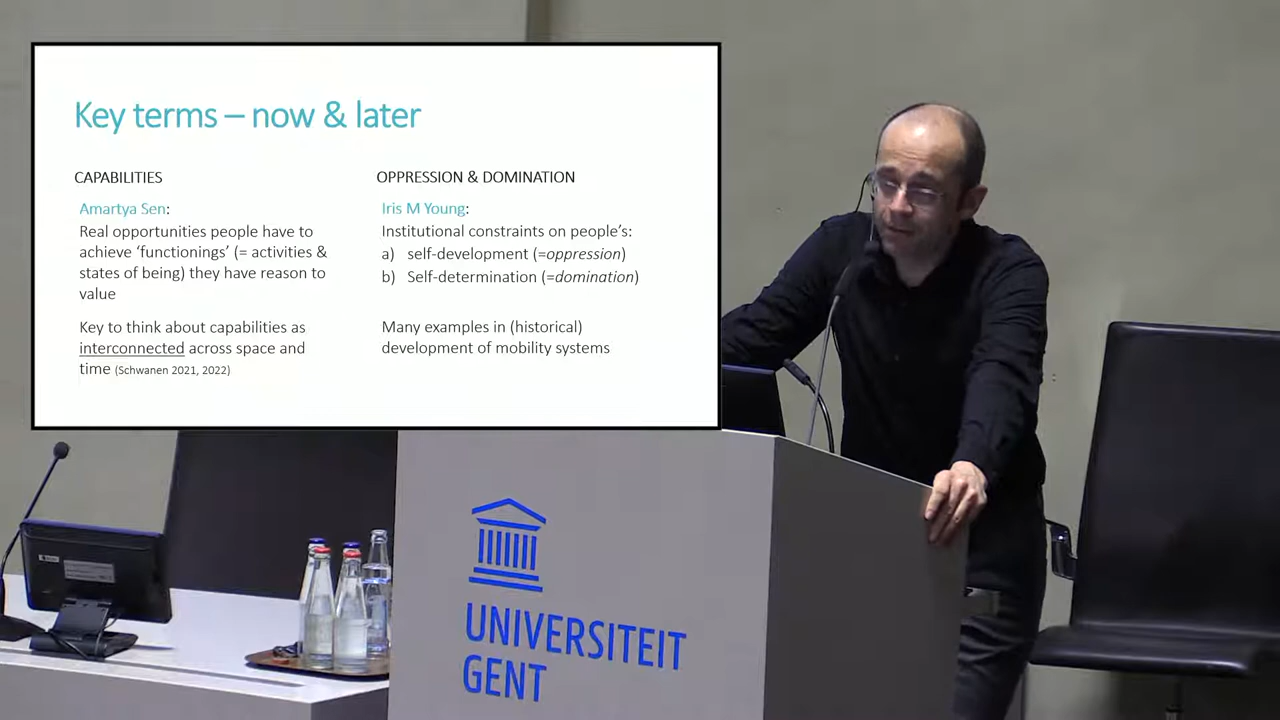 Key terms – now & later
CAPABILITIES
Amartya Sen:
Real opportunities people have to
achieve ‘functionings’ (= activities &
states of being) they have reason to
value
Key to think about capabilities as
interconnected across space and
time (Schwanen 2021, 2022)
OPPRESSION & DOMINATION
Iris M Young:
Institutional constraints on people’s:
a) self-development (=oppression)
b) Self-determination (=domination)
Many examples in (historical)
development of mobility systems
UNIVERSITEIT
GENT